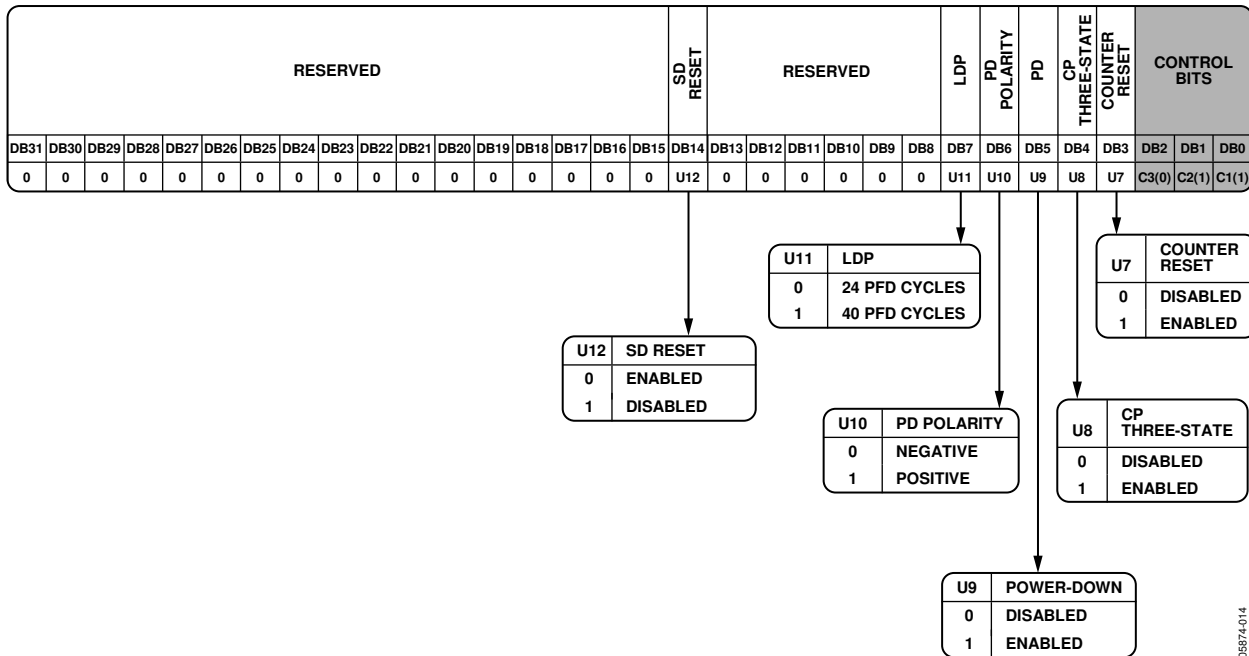 RESERVED
SD RESET
RESERVED
LDP
PD POLARITY
PD
CP THREE-STATE
COUNTER RESET
CONTROL BITS
DB31 DB30 DB29 DB28 DB27 DB26 DB25 DB24 DB23 DB22 DB21 DB20 DB19 DB18 DB17 DB16 DB15 DB14 DB13 DB12 DB11 DB10 DB9 DB8 DB7 DB6 DB5 DB4 DB3 DB2 DB1 DB0
0 0 0 0 0 0 0 0 0 0 0 0 0 0 0 0 0 U12 0 0 0 0 0 0 U11 U10 U9 U8 U7 C3(0) C2(1) C1(1)
U11 LDP
0 24 PFD CYCLES
1 40 PFD CYCLES
U7 COUNTER RESET
0 DISABLED
1 ENABLED
U12 SD RESET
0 ENABLED
1 DISABLED
U10 PD POLARITY
0 NEGATIVE
1 POSITIVE
U8 CP THREE-STATE
0 DISABLED
1 ENABLED
U9 POWER-DOWN
0 DISABLED
1 ENABLED
05874-014